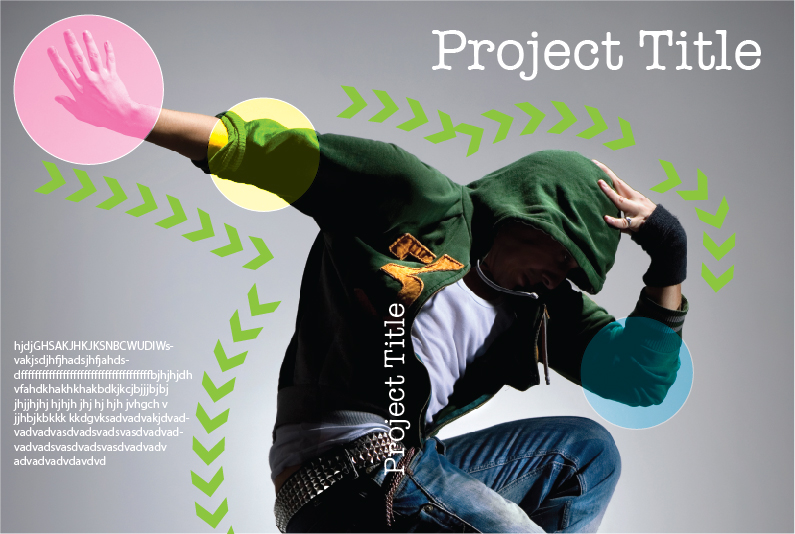 Project Title
Project Title
hjdjGHSAKJHKJKSNBCWUDIWs-
vakjsdjhfjhadsjhfjahds-
dfffffffffffffffffffffffffffffffffffffbjhjhjdh
vfahdkhakhkhakbdkjkcjbjjjbjbj
jhjjhjhj hjhjh jhj hj hjh jvhgch v
jjhbjkbkkk kkdgvksadvadvakjdvad-
vadvadvasdvadsvadsvasdvadvad-
vadvadsvasdvadsvasdvadvadv
advadvadvdavdvd